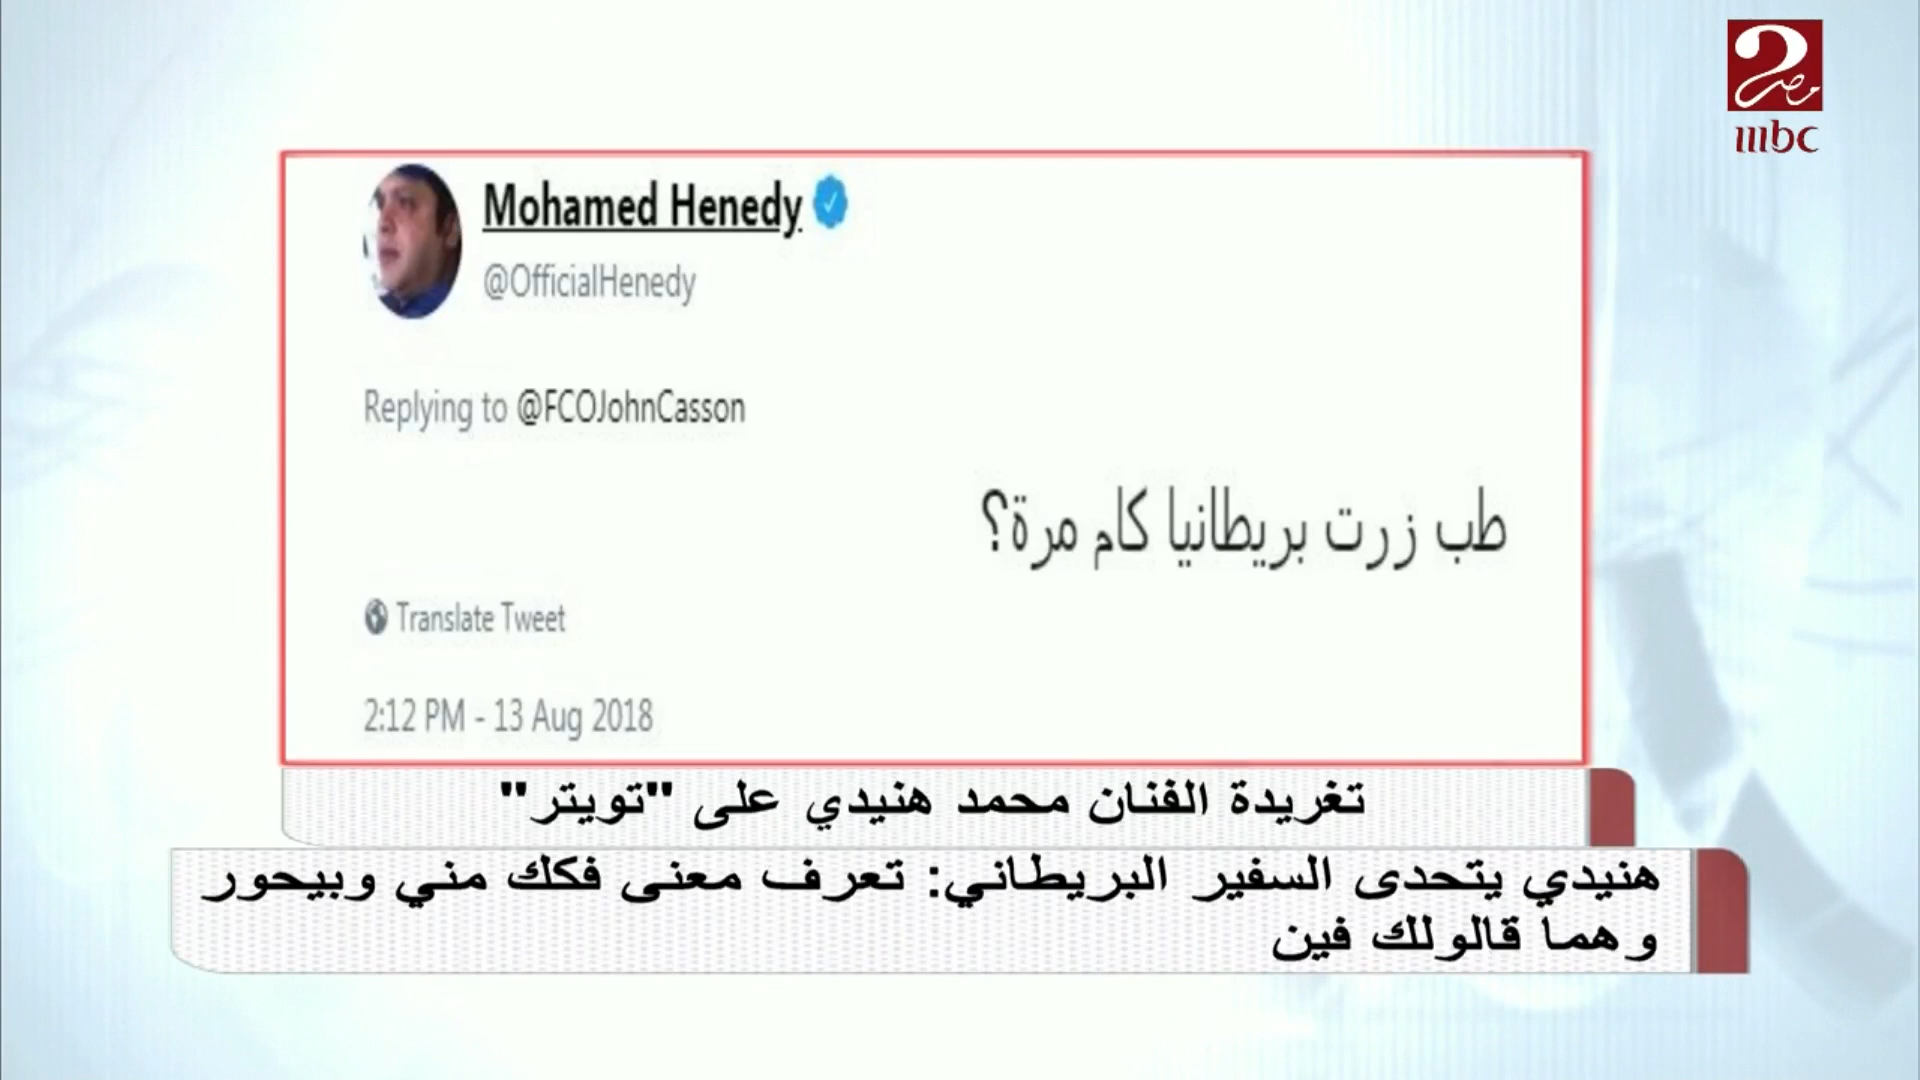 مصر
mbc
Mohamed Henedy
@OfficialHenedy
Replying to @FCOJohnCasson
طب زرت بريطانيا كام مرة؟
Translate Tweet
2:12 PM - 13 Aug 2018
تغريدة الفنان محمد هنيدي على "تويتر"
هنيدي يتحدى السفير البريطاني: تعرف معنى فكك مني وبيحور
وهما قالولك فين